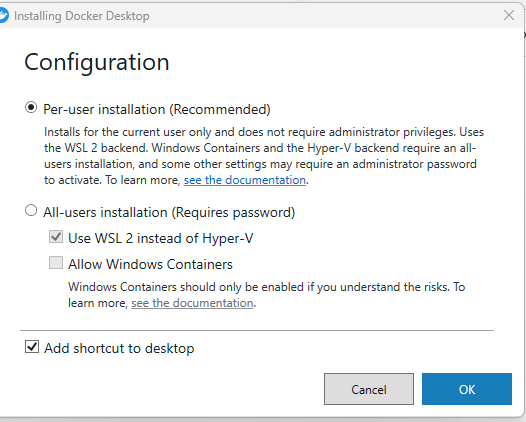 Installing Docker Desktop
Configuration
Per-user installation (Recommended)
Installs for the current user only and does not require administrator privileges. Uses
the WSL 2 backend. Windows Containers and the Hyper-V backend require an all-
users installation, and some other settings may require an administrator password
to activate. To learn more, see the documentation.
All-users installation (Requires password)
Use WSL 2 instead of Hyper-V
Allow Windows Containers
Windows Containers should only be enabled if you understand the risks. To
learn more, see the documentation.
Add shortcut to desktop
Cancel
OK